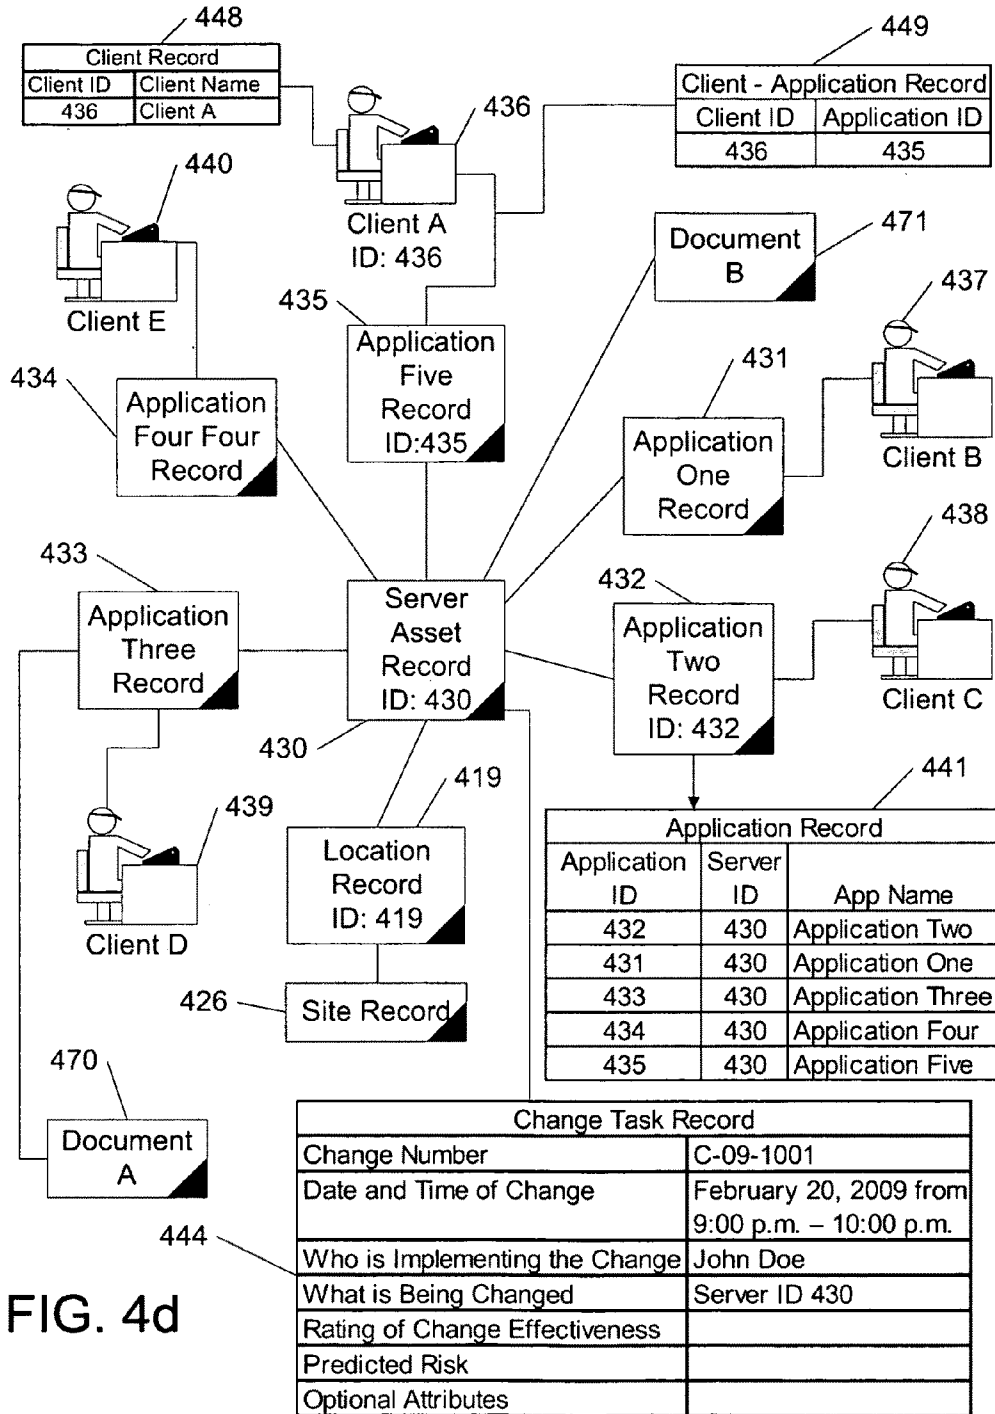 448
Client Record
Client ID Client Name
436 Client A
449
Client - Application Record
Client ID Application ID
436 435
436
Client A
ID: 436
440
Client E
Document
B
471
437
Client B
435
Application
Five
Record
ID:435
434
Application
Four Four
Record
431
Application
One
Record
438
Client C
433
Application
Three
Record
Server
Asset
Record
ID: 430
430
432
Application
Two
Record
ID: 432
439
Client D
419
Location
Record
ID: 419
426
Site Record
441
Application Record
Application Server
ID ID App Name
432 430 Application Two
431 430 Application One
433 430 Application Three
434 430 Application Four
435 430 Application Five
470
Document
A
444
Change Task Record
Change Number C-09-1001
Date and Time of Change February 20, 2009 from
9:00 p.m. – 10:00 p.m.
Who is Implementing the Change John Doe
What is Being Changed Server ID 430
Rating of Change Effectiveness
Predicted Risk
Optional Attributes
FIG. 4d